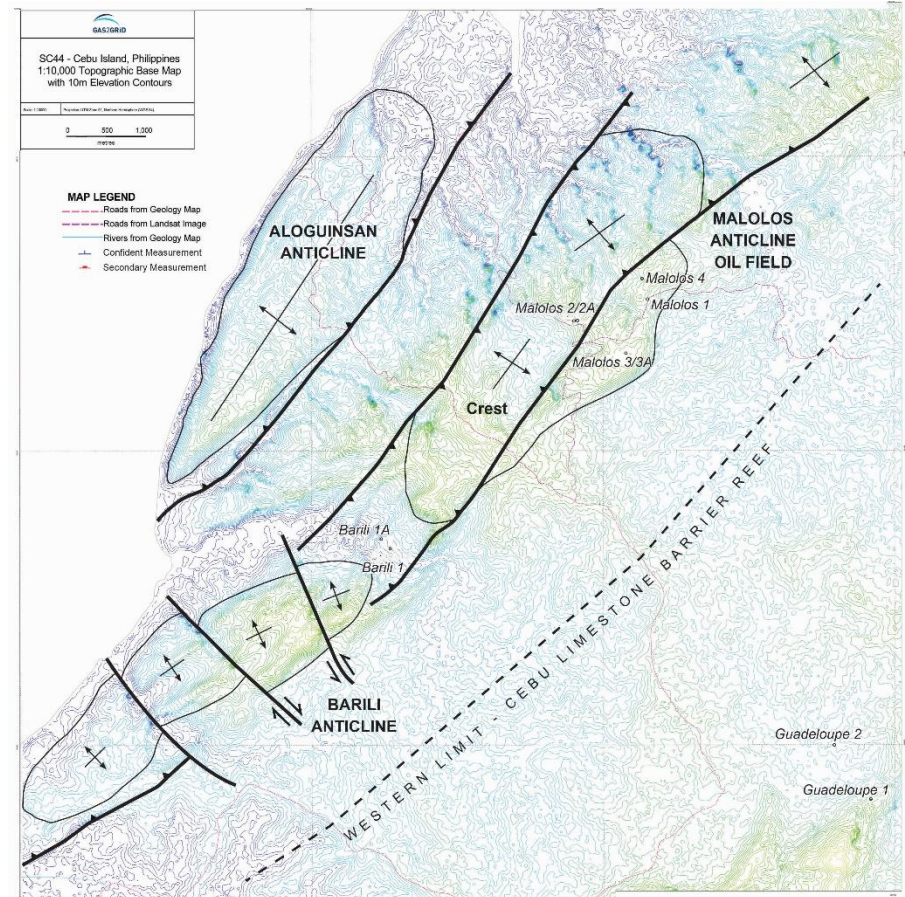 GAS2GRID
SC44 - Cebu Island, Philippines
1:10,000 Topographic Base Map
with 10m Elevation Contours
0 500 1,000
metres
MAP LEGEND
Roads from Geology Map
Roads from Landsat Image
Rivers from Geology Map
Confident Measurement
Secondary Measurement
ALOGUINSAN
ANTICLINE
MALOLOS
ANTICLINE
OIL FIELD
Malolos 4
Malolos 1
Malolos 2/2A
Malolos 3/3A
Crest
Barili 1A
Barili 1
BARILI
ANTICLINE
WESTERN LIMIT - CEBU LIMESTONE BARRIER REEF
Guadeloupe 2
Guadeloupe 1